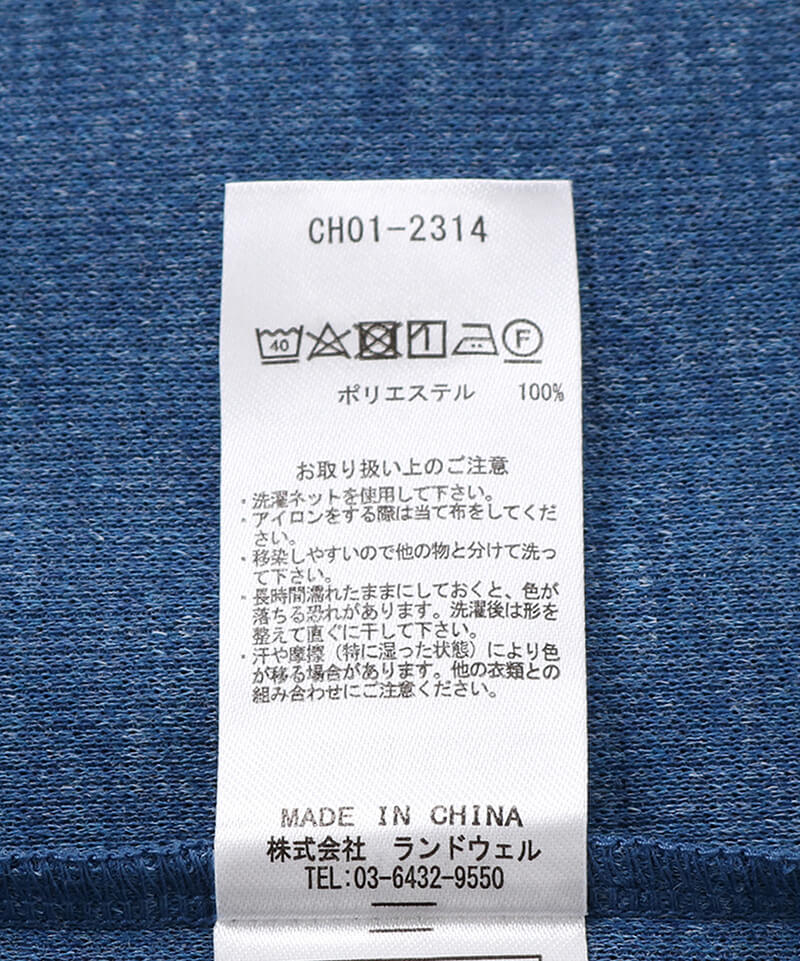 CH01-2314
40 F
ポリエステル 100%
お取り扱い上のご注意
・洗濯ネットを使用して下さい。
・アイロンをする際は当て布をしてくだ
さい。
・移染しやすいので他の物と分けて洗っ
て下さい。
・長時間濡れたままにしておくと、色が
落ちる恐れがあります。洗濯後は形を
整えて直ぐに干して下さい。
・汗や摩擦（特に湿った状態）により色
が移る場合があります。他の衣類との
組み合わせにご注意ください。
MADE IN CHINA
株式会社 ランドウェル
TEL:03-6432-9550